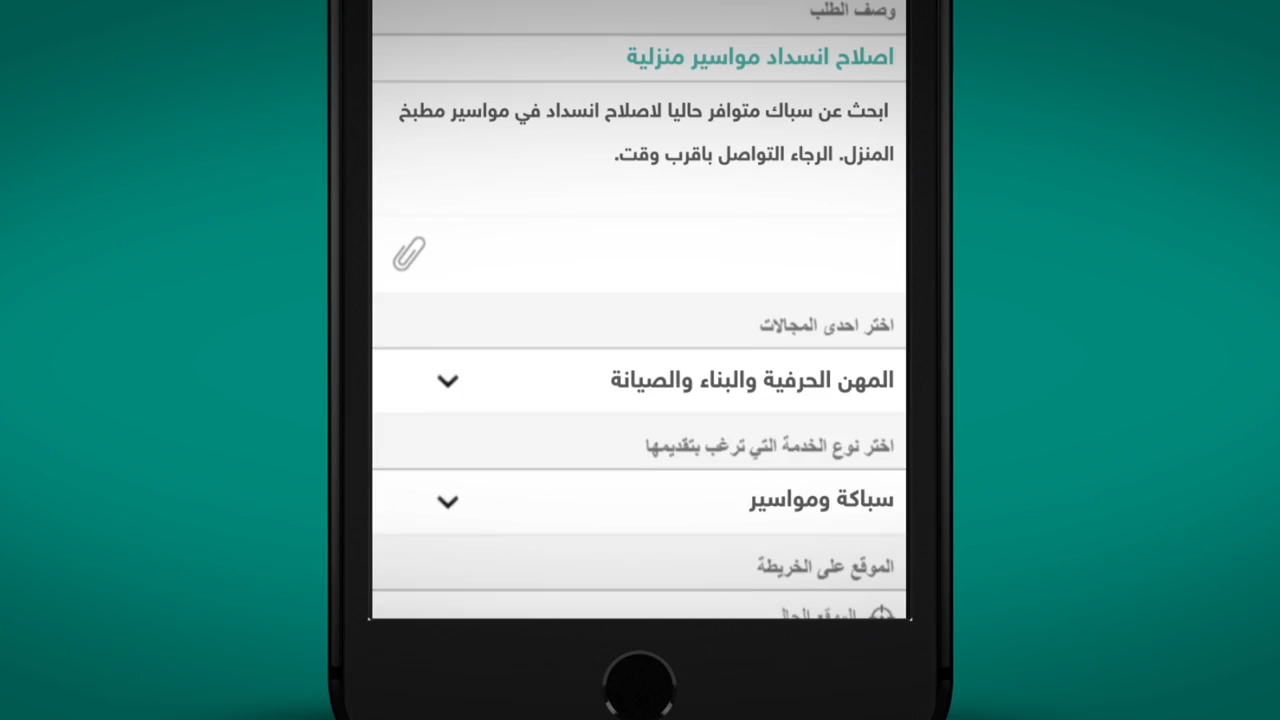 وصف الطلب
اصلاح انسداد مواسير منزلية
ابحث عن سباك متوافر حاليا لاصلاح انسداد في مواسير مطبخ
المنزل. الرجاء التواصل باقرب وقت.
اختر احدى المجالات
المهن الحرفية والبناء والصيانة
اختر نوع الخدمة التي ترغب بتقديمها
سباكة ومواسير
الموقع على الخريطة